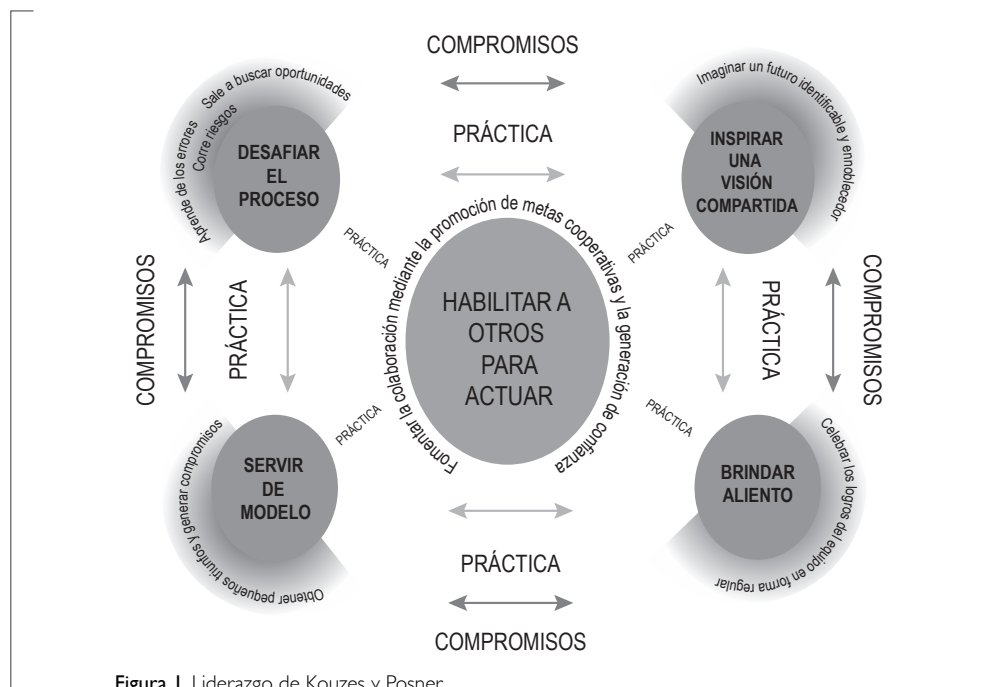 COMPROMISOS
PRÁCTICA
Sale a buscar oportunidades
Corre riesgos
Aprende de los errores
DESAFIAR
EL
PROCESO
Imaginar un futuro identificable y ennoblecedor
INSPIRAR
UNA
VISIÓN
COMPARTIDA
PRÁCTICA
PRÁCTICA
COMPROMISOS
PRÁCTICA
Fomentar la colaboración mediante la promoción de metas cooperativas y la generación de confianza
HABILITAR A
OTROS
PARA
ACTUAR
PRÁCTICA
COMPROMISOS
PRÁCTICA
PRÁCTICA
Obtener pequeños triunfos y generar compromisos
SERVIR
DE
MODELO
Celebrar los logros del equipo en forma regular
BRINDAR
ALIENTO
PRÁCTICA
COMPROMISOS
Figura 1 Liderazgo de Kouzes y Posner